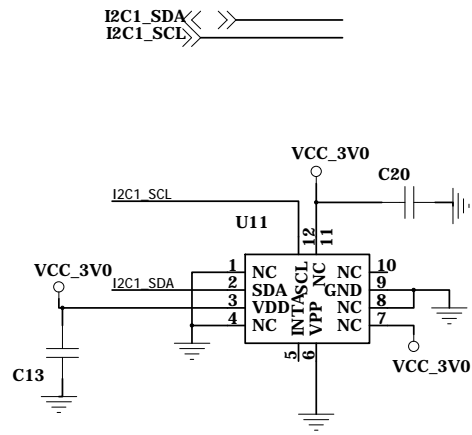 I2C1_SDA
I2C1_SCL
VCC_3V0
C20
I2C1_SCL
U11
12
11
1
NC
SCL
NC
NC
10
VCC_3V0
I2C1_SDA
2
SDA
GND
9
3
VDD
NC
8
4
NC
INTA
VPP
NC
7
5
6
VCC_3V0
C13